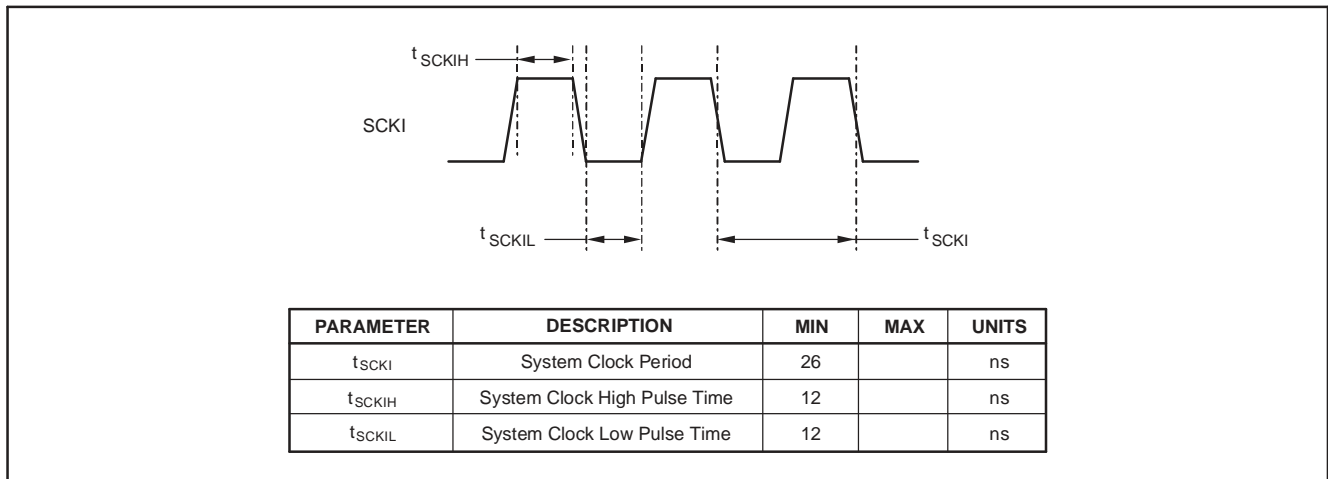 tSCKIH
SCKI
tSCKIL
tSCKI
PARAMETER DESCRIPTION MIN MAX UNITS
tSCKI System Clock Period 26 ns
tSCKIH System Clock High Pulse Time 12 ns
tSCKIL System Clock Low Pulse Time 12 ns